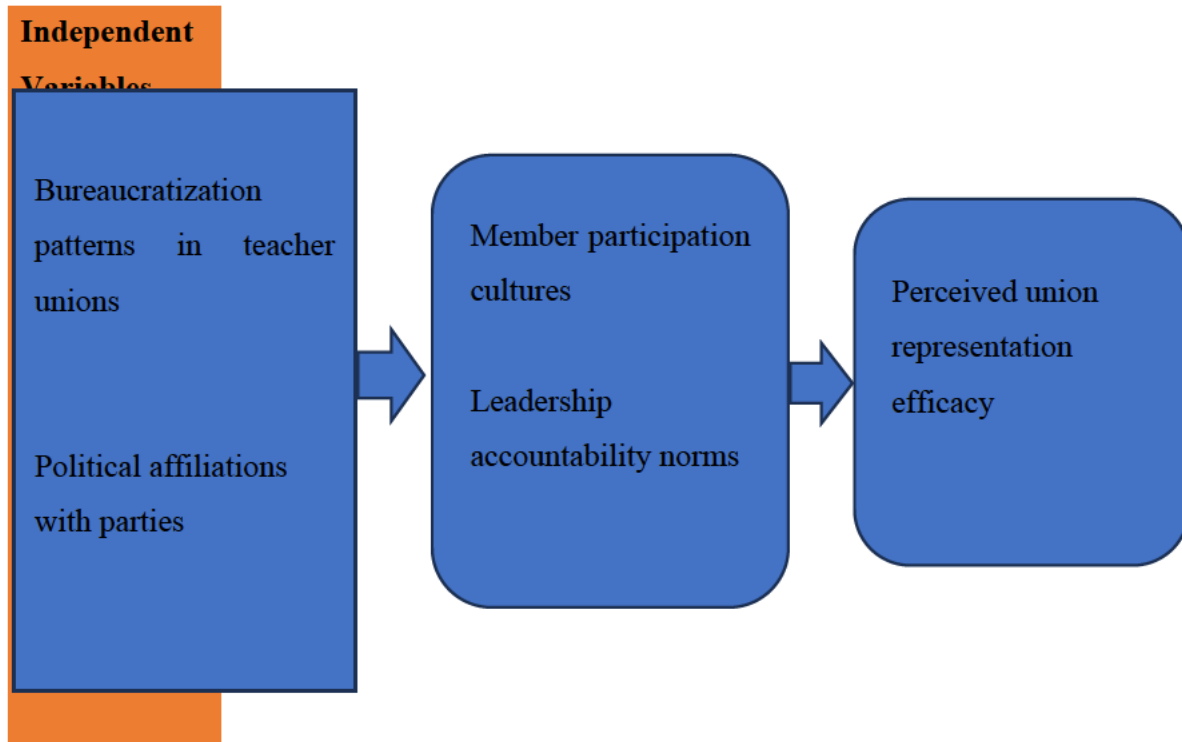 Independent
Variables
Bureaucratization
patterns in teacher
unions
Political affiliations
with parties
Member participation
cultures
Leadership
accountability norms
Perceived union
representation
efficacy